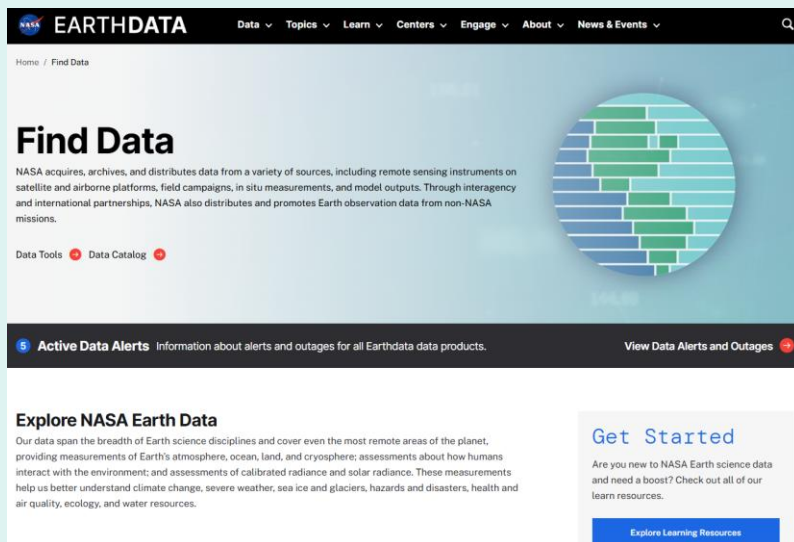 NASA EARTHDATA Data Topics Learn Centers Engage About News & Events
Home / Find Data
Find Data
NASA acquires, archives, and distributes data from a variety of sources, including remote sensing instruments on
satellite and airborne platforms, field campaigns, in situ measurements, and model outputs. Through interagency
and international partnerships, NASA also distributes and promotes Earth observation data from non-NASA
missions.
Data Tools Data Catalog
5 Active Data Alerts Information about alerts and outages for all Earthdata data products. View Data Alerts and Outages
Explore NASA Earth Data
Our data span the breadth of Earth science disciplines and cover even the most remote areas of the planet,
providing measurements of Earth's atmosphere, ocean, land, and cryosphere; assessments about how humans
interact with the environment; and assessments of calibrated radiance and solar radiance. These measurements
help us better understand climate change, severe weather, sea ice and glaciers, hazards and disasters, health and
air quality, ecology, and water resources.
Get Started
Are you new to NASA Earth science data
and need a boost? Check out all of our
learn resources.
Explore Learning Resources